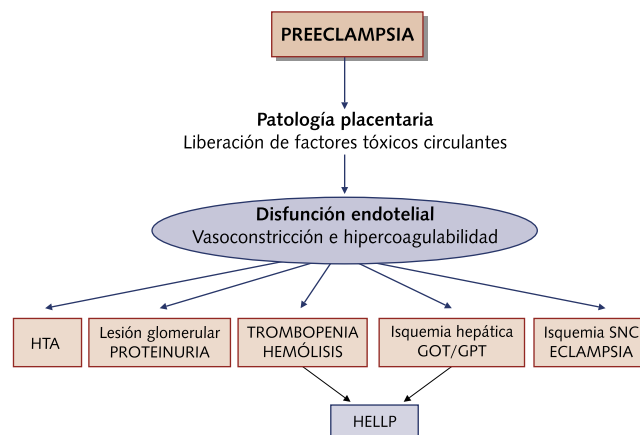 PREECLAMPSIA
Patología placentaria
Liberación de factores tóxicos circulantes
Disfunción endotelial
Vasoconstricción e hipercoagulabilidad
HTA
Lesión glomerular
PROTEINURIA
TROMBOPENIA
HEMÓLISIS
Isquemia hepática
GOT/GPT
Isquemia SNC
ECLAMPSIA
HELLP